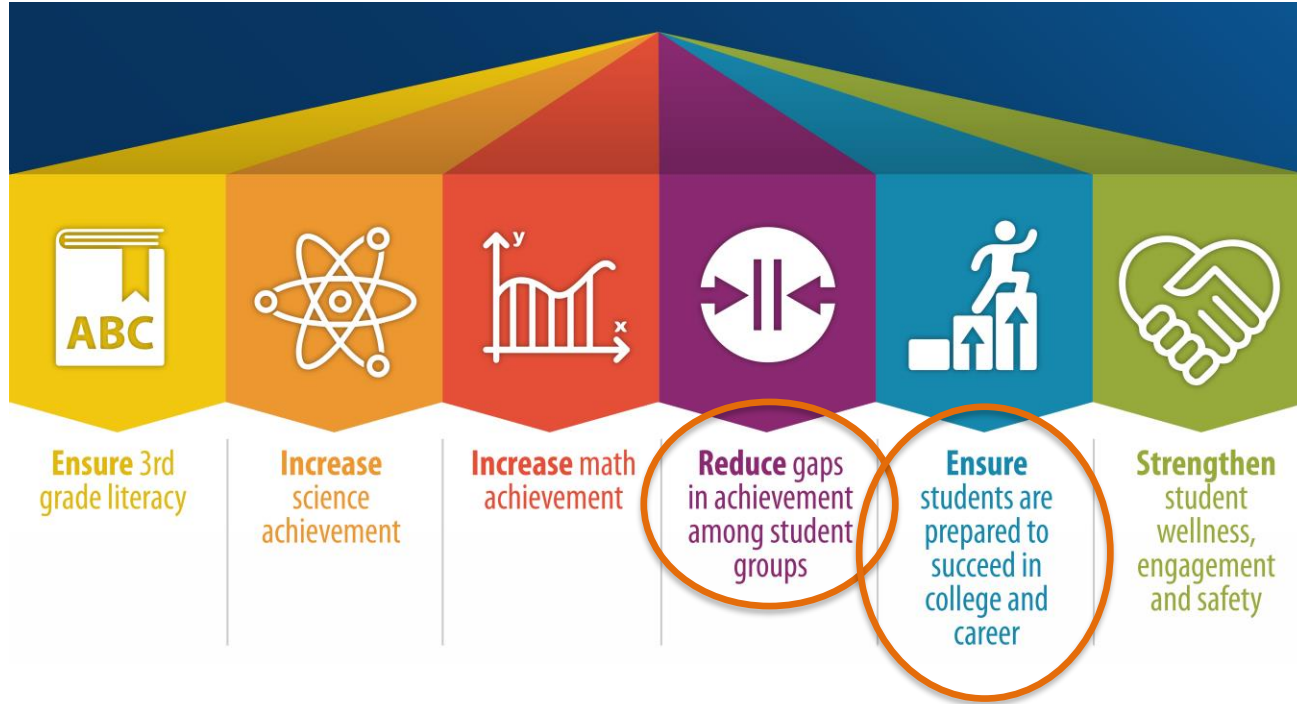 ABC
y
x
Ensure 3rd
grade literacy
Increase
science
achievement
Increase math
achievement
Reduce gaps
in achievement
among student
groups
Ensure
students are
prepared to
succeed in
college and
career
Strengthen
student
wellness,
engagement
and safety